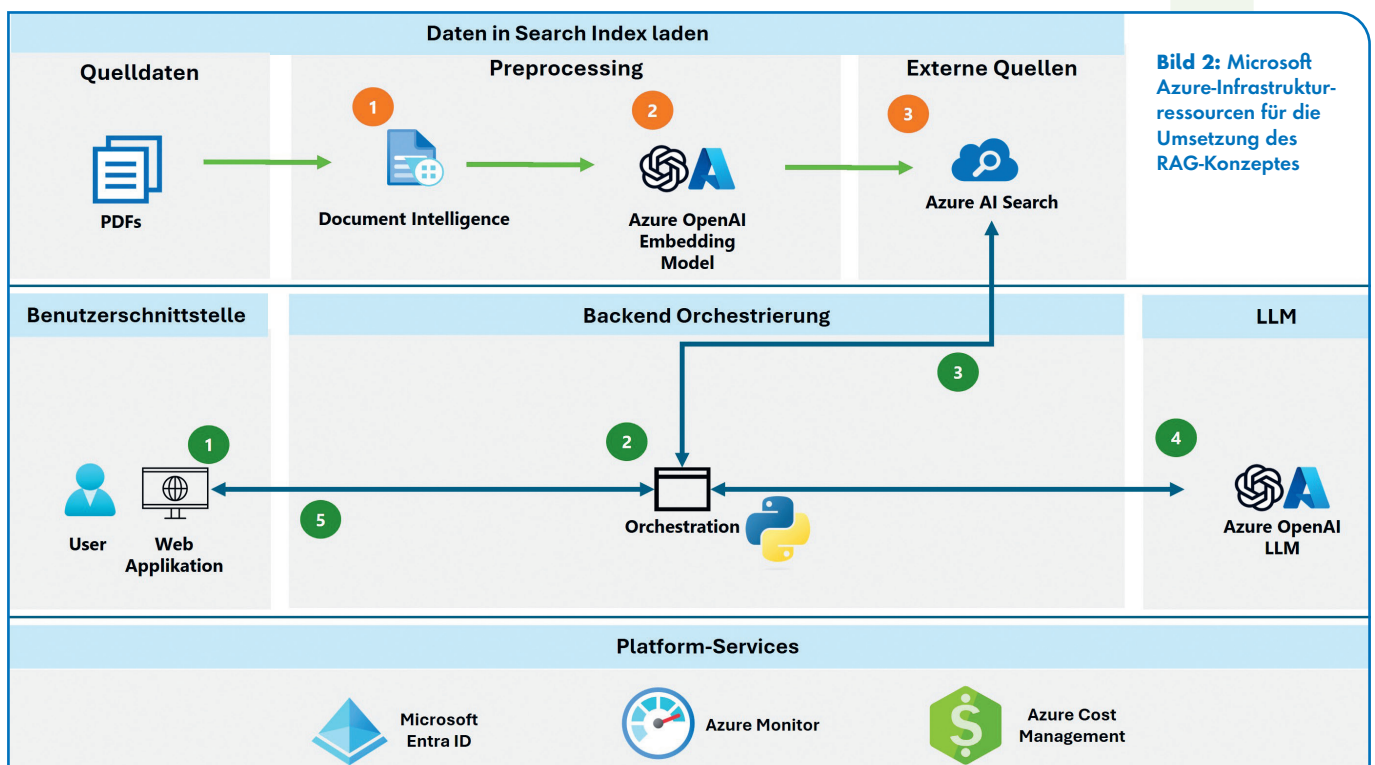 Daten in Search Index laden
Quelldaten
Preprocessing
Externe Quellen
Bild 2: Microsoft
Azure-Infrastruktur-
ressourcen für die
Umsetzung des
RAG-Konzeptes
1
2
3
PDFs
Document Intelligence
Azure OpenAI
Embedding
Model
Azure AI Search
Benutzerschnittstelle
Backend Orchestrierung
LLM
3
1
2
4
5
User
Web
Applikation
Orchestration
Azure OpenAI
LLM
Platform-Services
Microsoft
Entra ID
Azure Monitor
Azure Cost
Management